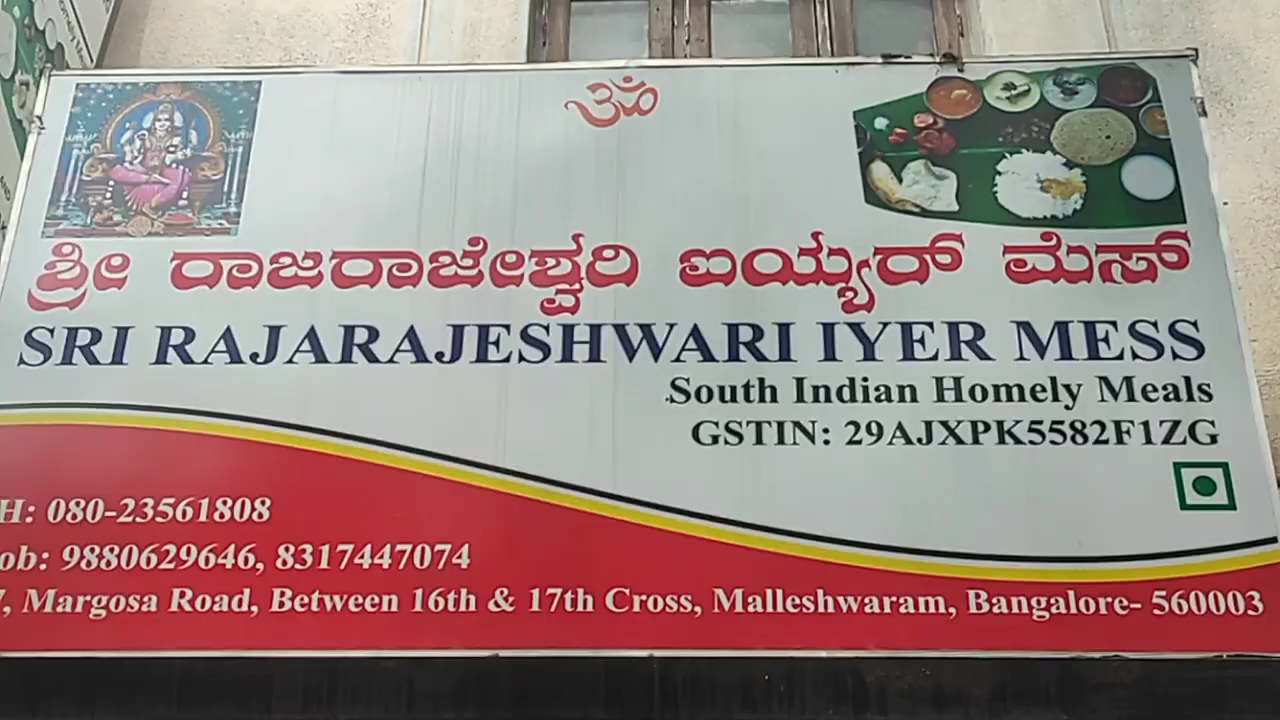 ॐ
ಶ್ರೀ ರಾಜರಾಜೇಶ್ವರಿ ಐಯ್ಯರ್ ಮೆಸ್
SRI RAJARAJESHWARI IYER MESS
South Indian Homely Meals
GSTIN: 29AJXPK5582F1ZG
H: 080-23561808
ob: 9880629646, 8317447074
7, Margosa Road, Between 16th & 17th Cross, Malleshwaram, Bangalore- 560003